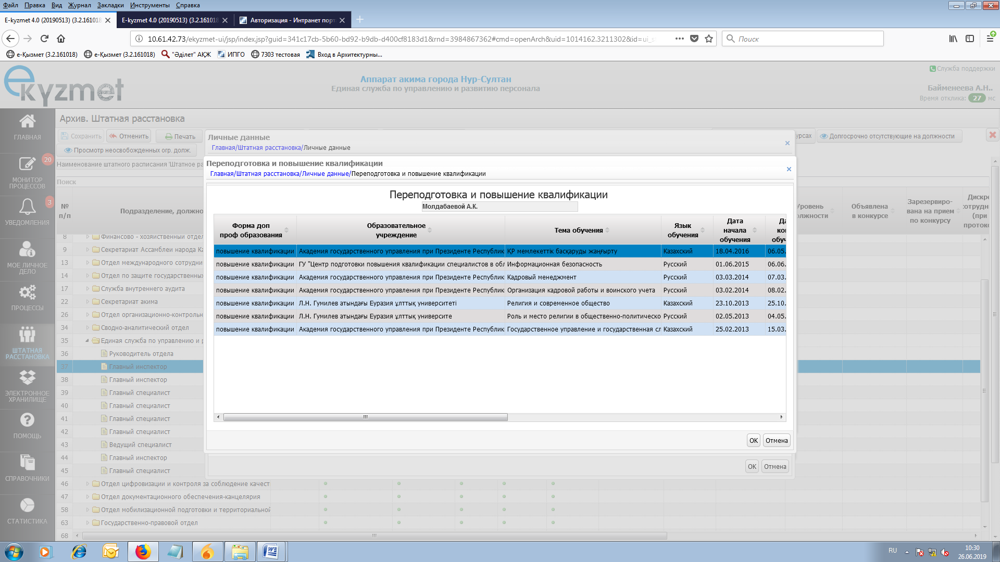 Файл Правка Вид Журнал Закладки Инструменты Справка
E-kyzmet 4.0 (20190513) (3.2.161018
E-kyzmet 4.0 (20190513) (3.2.161018
Авторизация - Интранет порт
10.61.42.73/ekyzmet-ui/jsp/index.jsp?guid=341c17cb-5b60-bd92-b9db-d400cf8183d1&rnd=3984867362#cmd=openArch&uid=1014162.3211302&id=ui_s
Поиск
е-Қызмет (3.2.161018) е-Қызмет (3.2.161018) "Әділет" АҚЖ ИПГО 7303 тестовая Вход в Архитектурны...
ekyzmet
Аппарат акима города Нур-Султан
Единая служба по управлению и развитию персонала
Служба поддержки
Байменеева А.Н..
Время отклика: 27 мс
ГЛАВНАЯ
20
МОНИТОР
ПРОЦЕССОВ
3
УВЕДОМЛЕНИЯ
МОЕ ЛИЧНОЕ
ДЕЛО
ПРОЦЕССЫ
ШТАТНАЯ
РАССТАНОВКА
ЭЛЕКТРОННОЕ
ХРАНИЛИЩЕ
ПОМОЩЬ
СПРАВОЧНИКИ
СТАТИСТИКА
Архив. Штатная расстановка
Сохранить Отменить Печать
урсах
Долгосрочно отсутствующие на должности
Просмотр неосвобожденных огр. долж.
Наименование штатного расписания 'Штатное ра
Поиск
№
п/п
Подразделение, должно
Уровень
олжности
Объявлена
в конкурсе
Зарезервиро-
вана на прием
по конкурсу
Дискре
сотрудн
(при
протокс
8 Финансово - хозяйственный отдел
9 Секретариат Ассамблеи народа Ка
13 Отдел международного сотрудни
14 Отдел по защите государственных
17 Служба внутреннего аудита
22 Секретариат акима
26 Отдел организационно-контрольн
34 Сводно-аналитический отдел
35 Единая служба по управлению и р
36 Руководитель отдела
37 Главный инспектор
38 Главный инспектор
39 Главный специалист
40 Главный специалист
41 Главный специалист
42 Главный специалист
43 Ведущий специалист
44 Главный инспектор
45 Главный специалист
46 Отдел цифровизации и контроля за соблюдение качест
47 Отдел документационного обеспечения-канцелярия
58 Отдел мобилизационной подготовки и территориальной
63 Государственно-правовой отдел
68
Личные данные
Главная/Штатная расстановка/Личные данные
Переподготовка и повышение квалификации
Главная/Штатная расстановка/Личные данные/Переподготовка и повышение квалификации
Переподготовка и повышение квалификации
Молдабаевой А.К.
Форма доп
проф образования
Образовательное
учреждение
Тема обучения
Язык
обучения
Дата
начала
обучения
Да
кон
обуч
повышение квалификации Академия государственного управления при Президенте Республик ҚР мемлекеттік басқаруды жаңғырту Казахский 18.04.2016 06.05.
повышение квалификации ГУ "Центр подготовки повышения квалификации специалистов в обл Информационная безопасность Русский 01.06.2015 06.06.
повышение квалификации Академия государственного управления при Президенте Республик Кадровый менеджмент Русский 03.03.2014 07.03.
повышение квалификации Академия государственного управления при Президенте Республик Организация кадровой работы и воинского учета Русский 03.02.2014 08.02.
повышение квалификации Л.Н. Гумилев атындағы Еуразия ұлттық университеті Религия и современное общество Казахский 23.10.2013 25.10.
повышение квалификации Л.Н. Гумилев атындағы Еуразия ұлттық университе Роль и место религии в общественно-политическо Русский 02.05.2013 04.05.
повышение квалификации Академия государственного управления при Президенте Республик Государственное управление и государственная сл Казахский 25.02.2013 15.03.
OK Отмена
OK Отмена
RU
10:30
26.06.2019